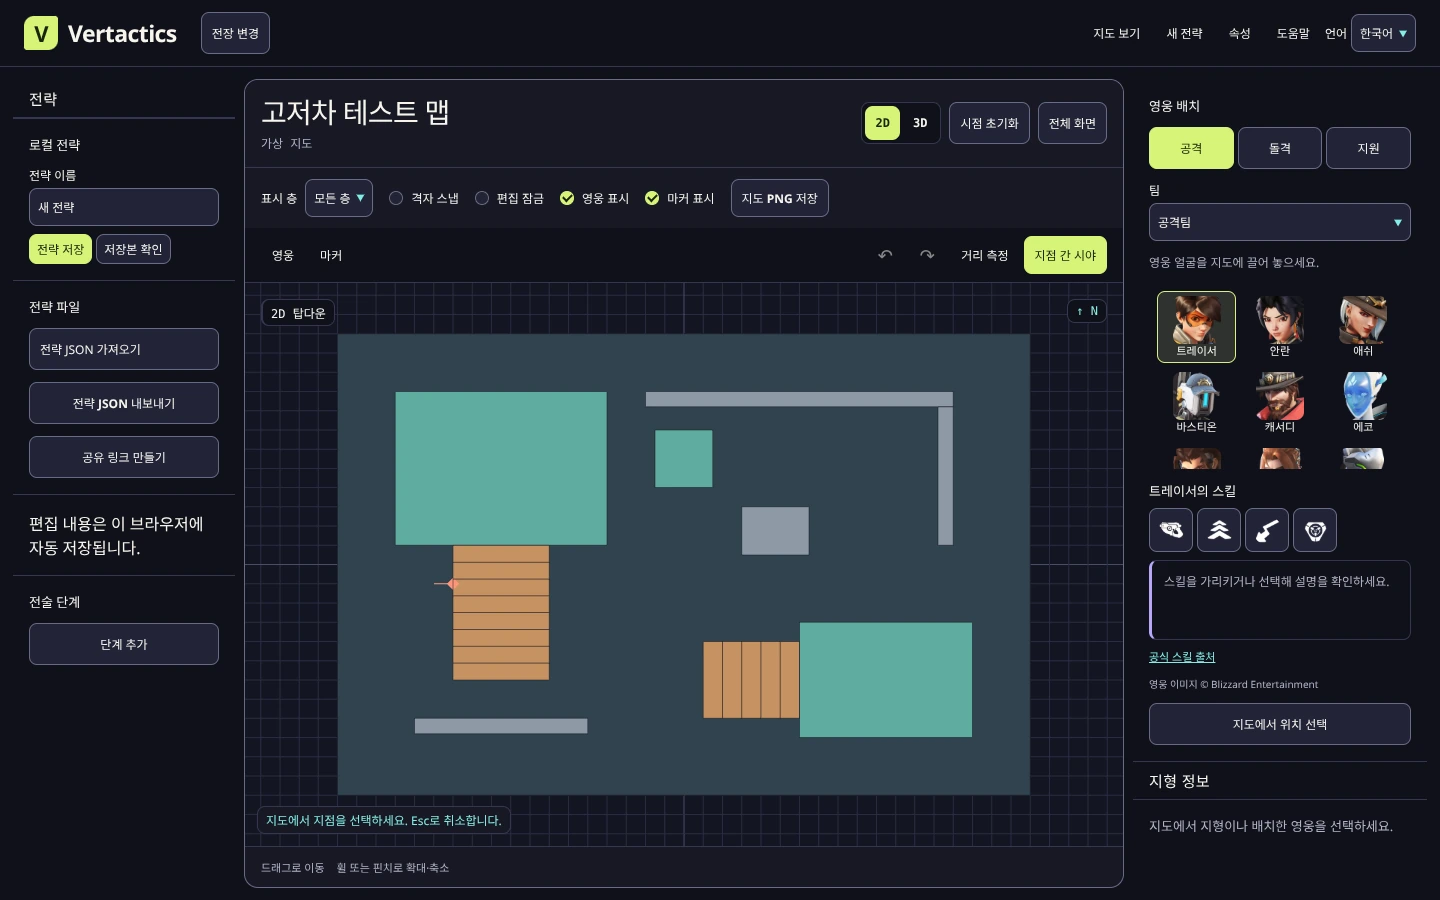 V Vertactics
전장 변경
지도 보기
새 전략
속성
도움말
언어
한국어
전략
로컬 전략
전략 이름
새 전략
전략 저장
저장본 확인
전략 파일
전략 JSON 가져오기
전략 JSON 내보내기
공유 링크 만들기
편집 내용은 이 브라우저에
자동 저장됩니다.
전술 단계
단계 추가
고저차 테스트 맵
가상 지도
2D
3D
시점 초기화
전체 화면
표시 층
모든 층
격자 스냅
편집 잠금
영웅 표시
마커 표시
지도 PNG 저장
영웅
마커
↶
↷
거리 측정
지점 간 시야
2D 탑다운
↑ N
지도에서 지점을 선택하세요. Esc로 취소합니다.
드래그로 이동
휠 또는 핀치로 확대·축소
영웅 배치
공격
돌격
지원
팀
공격팀
영웅 얼굴을 지도에 끌어 놓으세요.
트레이서
안란
애쉬
바스티온
캐서디
에코
트레이서의 스킬
스킬을 가리키거나 선택해 설명을 확인하세요.
공식 스킬 출처
영웅 이미지 © Blizzard Entertainment
지도에서 위치 선택
지형 정보
지도에서 지형이나 배치한 영웅을 선택하세요.